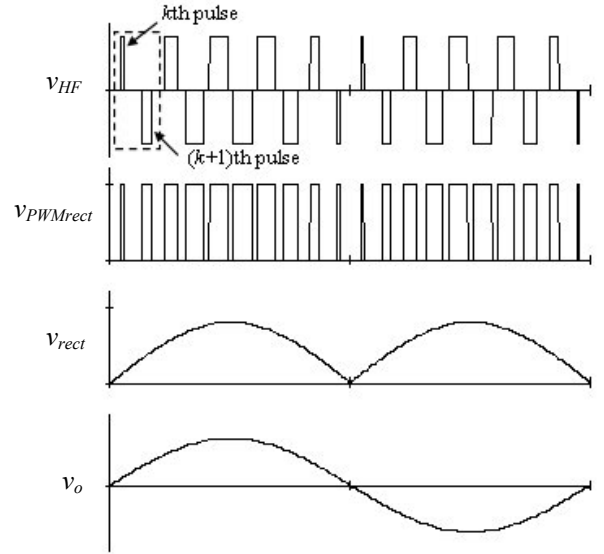 kth pulse
v_HF
(k+1)th pulse
v_PWMrect
v_rect
v_o